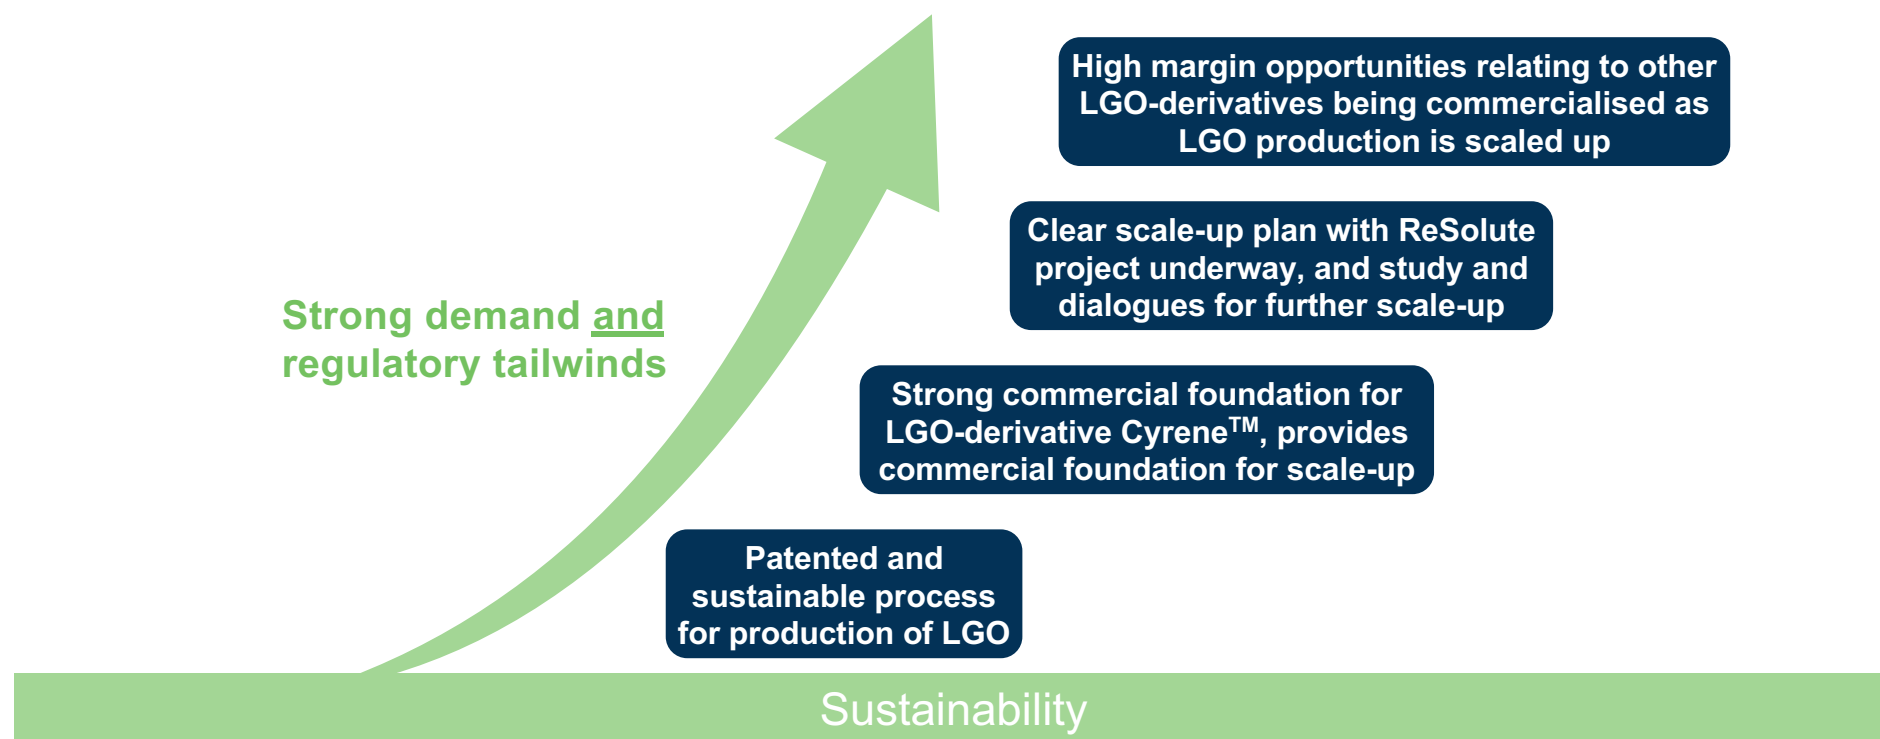 High margin opportunities relating to other
LGO-derivatives being commercialised as
LGO production is scaled up
Clear scale-up plan with ReSolute
project underway, and study and
dialogues for further scale-up
Strong demand and
regulatory tailwinds
Strong commercial foundation for
LGO-derivative Cyrene™, provides
commercial foundation for scale-up
Patented and
sustainable process
for production of LGO
Sustainability